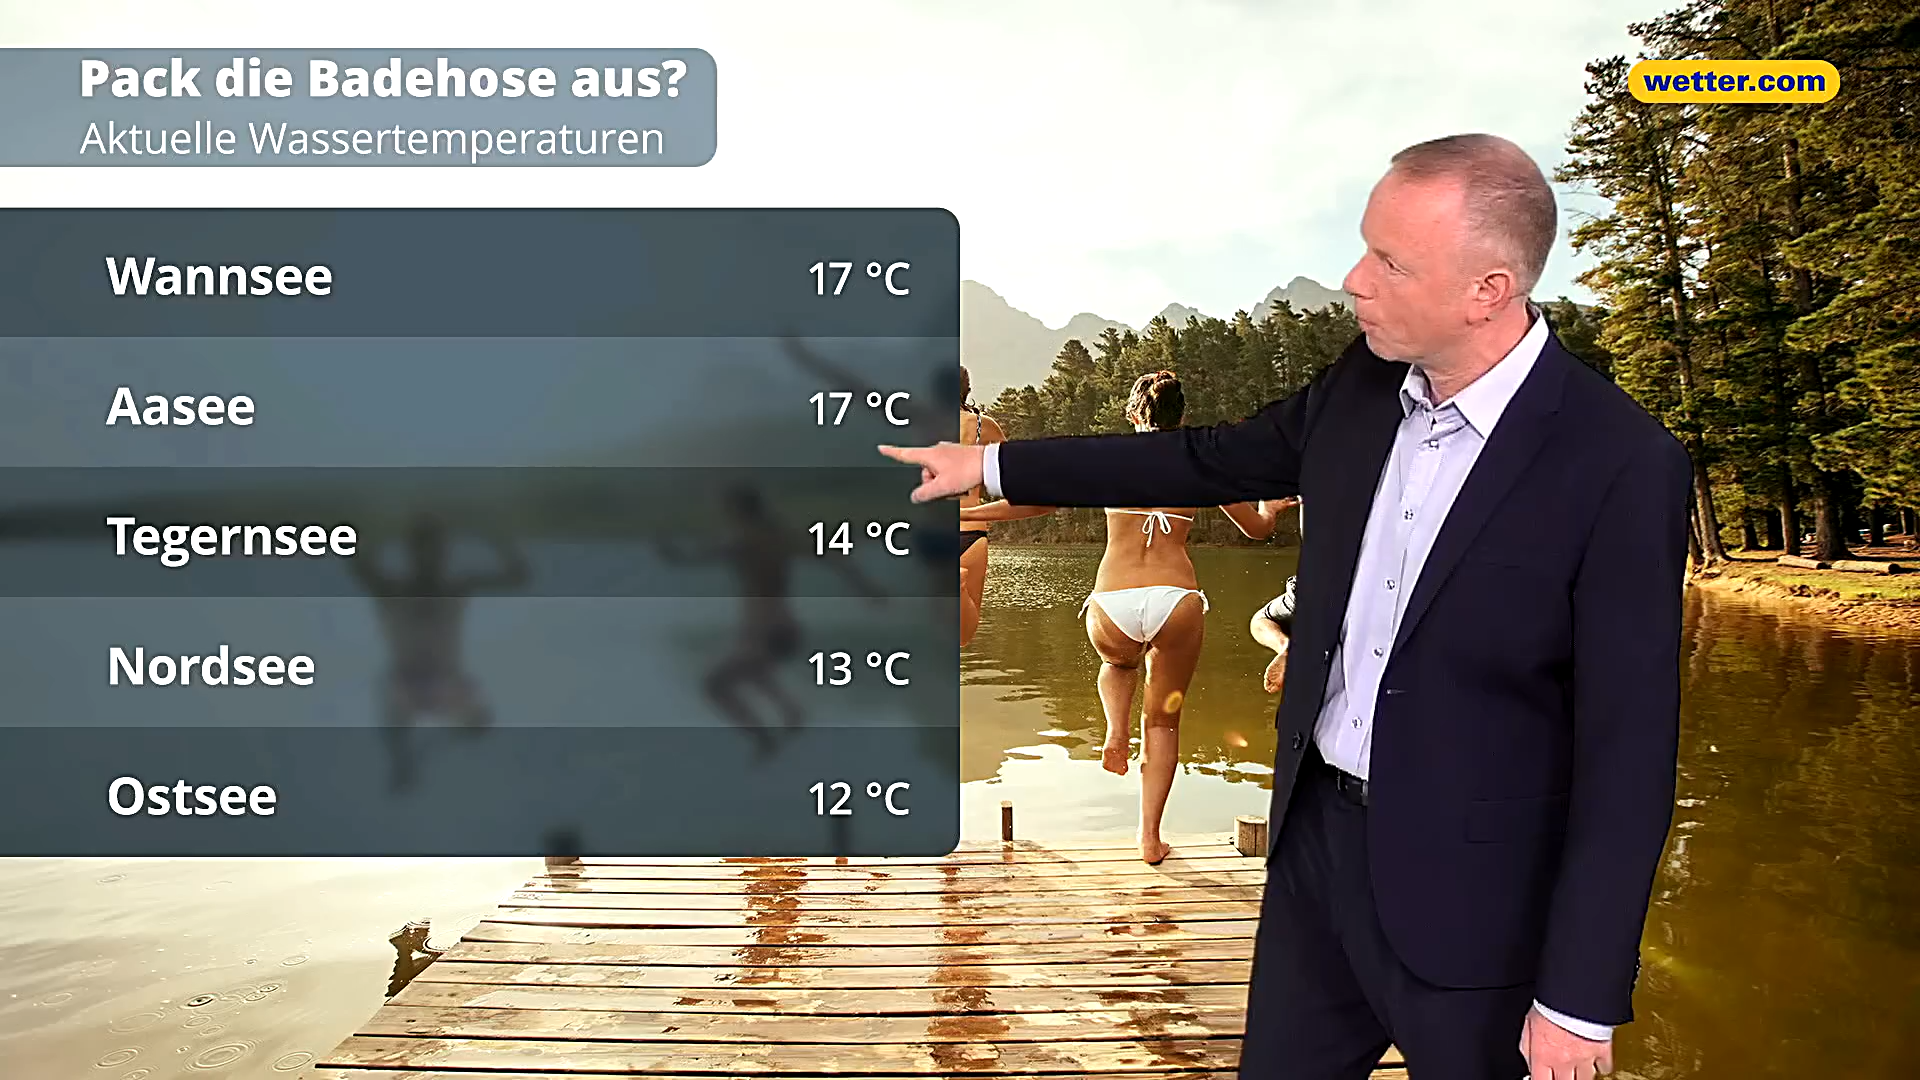 Pack die Badehose aus?
Aktuelle Wassertemperaturen
wetter.com
Wannsee 17 °C
Aasee 17 °C
Tegernsee 14 °C
Nordsee 13 °C
Ostsee 12 °C